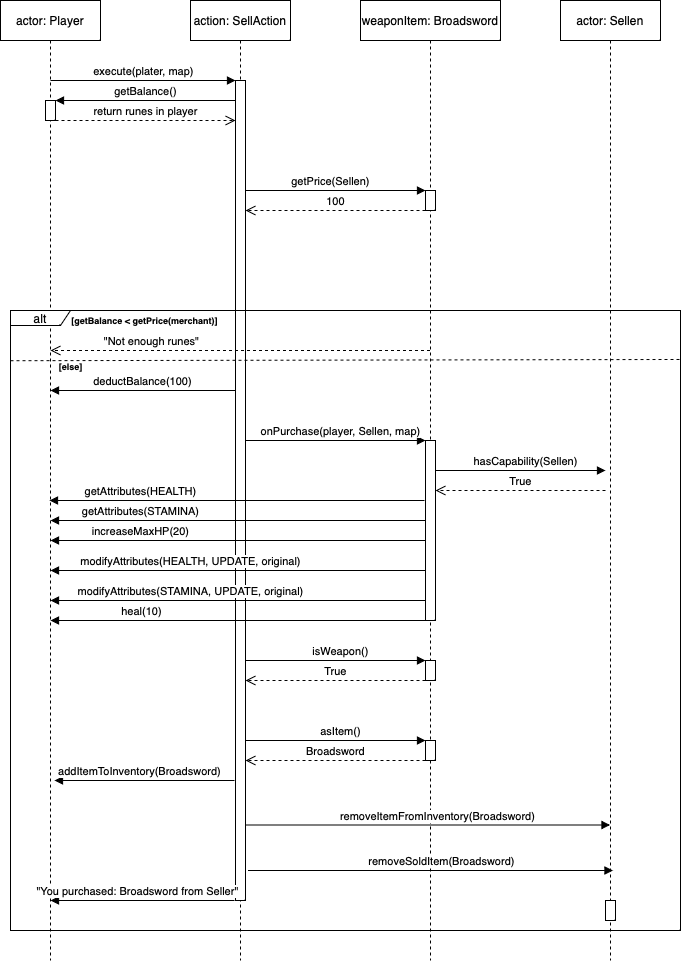 actor: Player
action: SellAction
weaponItem: Broadsword
actor: Sellen
execute(plater, map)
getBalance()
return runes in player
getPrice(Sellen)
100
alt
[getBalance < getPrice(merchant)]
"Not enough runes"
[else]
deductBalance(100)
onPurchase(player, Sellen, map)
hasCapability(Sellen)
True
getAttributes(HEALTH)
getAttributes(STAMINA)
increaseMaxHP(20)
modifyAttributes(HEALTH, UPDATE, original)
modifyAttributes(STAMINA, UPDATE, original)
heal(10)
isWeapon()
True
asItem()
Broadsword
addItemToInventory(Broadsword)
removeItemFromInventory(Broadsword)
removeSoldItem(Broadsword)
"You purchased: Broadsword from Seller"